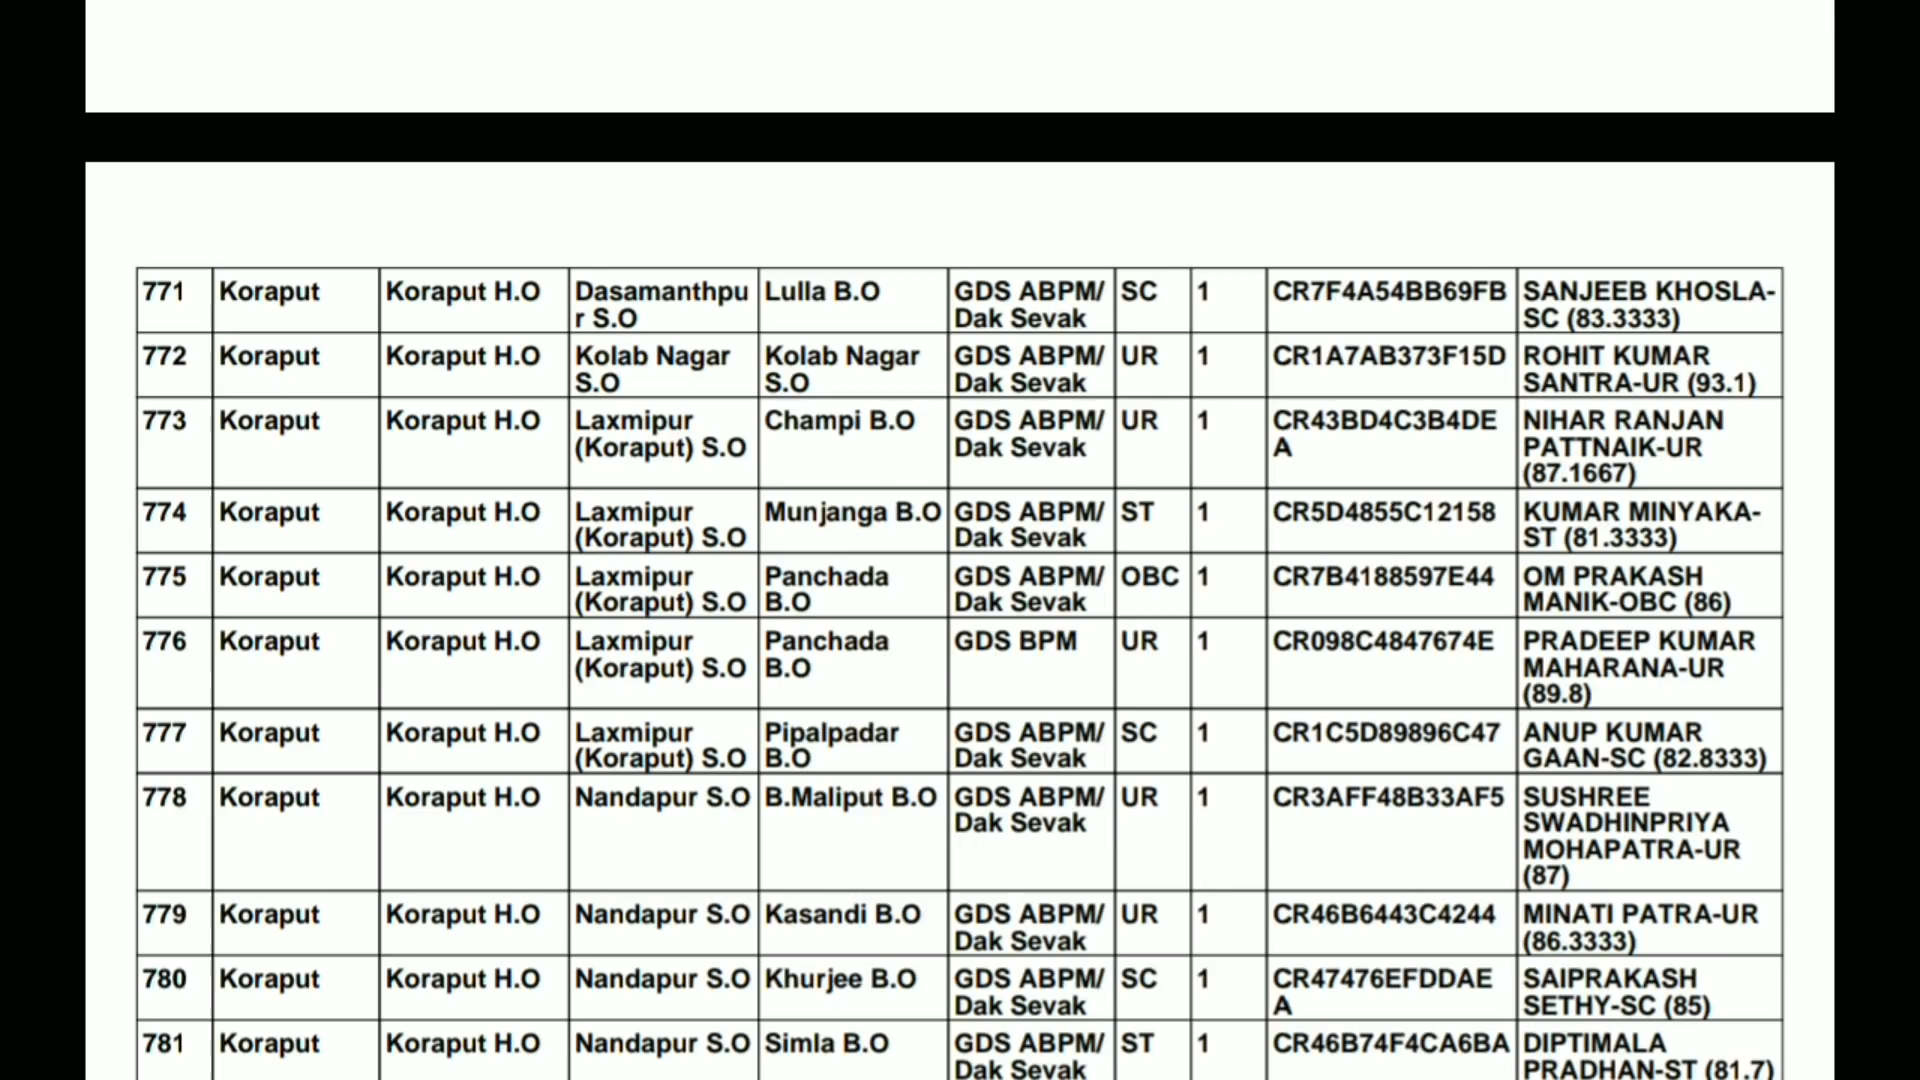 771 Koraput Koraput H.O Dasamanthpu Lulla B.O GDS ABPM/ SC 1 CR7F4A54BB69FB SANJEEB KHOSLA-
r S.O Dak Sevak SC (83.3333)
772 Koraput Koraput H.O Kolab Nagar Kolab Nagar GDS ABPM/ UR 1 CR1A7AB373F15D ROHIT KUMAR
S.O S.O Dak Sevak SANTRA-UR (93.1)
773 Koraput Koraput H.O Laxmipur Champi B.O GDS ABPM/ UR 1 CR43BD4C3B4DE NIHAR RANJAN
(Koraput) S.O Dak Sevak A PATTNAIK-UR
(87.1667)
774 Koraput Koraput H.O Laxmipur Munjanga B.O GDS ABPM/ ST 1 CR5D4855C12158 KUMAR MINYAKA-
(Koraput) S.O Dak Sevak ST (81.3333)
775 Koraput Koraput H.O Laxmipur Panchada GDS ABPM/ OBC 1 CR7B4188597E44 OM PRAKASH
(Koraput) S.O B.O Dak Sevak MANIK-OBC (86)
776 Koraput Koraput H.O Laxmipur Panchada GDS BPM UR 1 CR098C4847674E PRADEEP KUMAR
(Koraput) S.O B.O MAHARANA-UR
(89.8)
777 Koraput Koraput H.O Laxmipur Pipalpadar GDS ABPM/ SC 1 CR1C5D89896C47 ANUP KUMAR
(Koraput) S.O B.O Dak Sevak GAAN-SC (82.8333)
778 Koraput Koraput H.O Nandapur S.O B.Maliput B.O GDS ABPM/ UR 1 CR3AFF48B33AF5 SUSHREE
Dak Sevak SWADHINPRIYA
MOHAPATRA-UR
(87)
779 Koraput Koraput H.O Nandapur S.O Kasandi B.O GDS ABPM/ UR 1 CR46B6443C4244 MINATI PATRA-UR
Dak Sevak (86.3333)
780 Koraput Koraput H.O Nandapur S.O Khurjee B.O GDS ABPM/ SC 1 CR47476EFDDAE SAIPRAKASH
Dak Sevak A SETHY-SC (85)
781 Koraput Koraput H.O Nandapur S.O Simla B.O GDS ABPM/ ST 1 CR46B74F4CA6BA DIPTIMALA
Dak Sevak PRADHAN-ST (81.7)